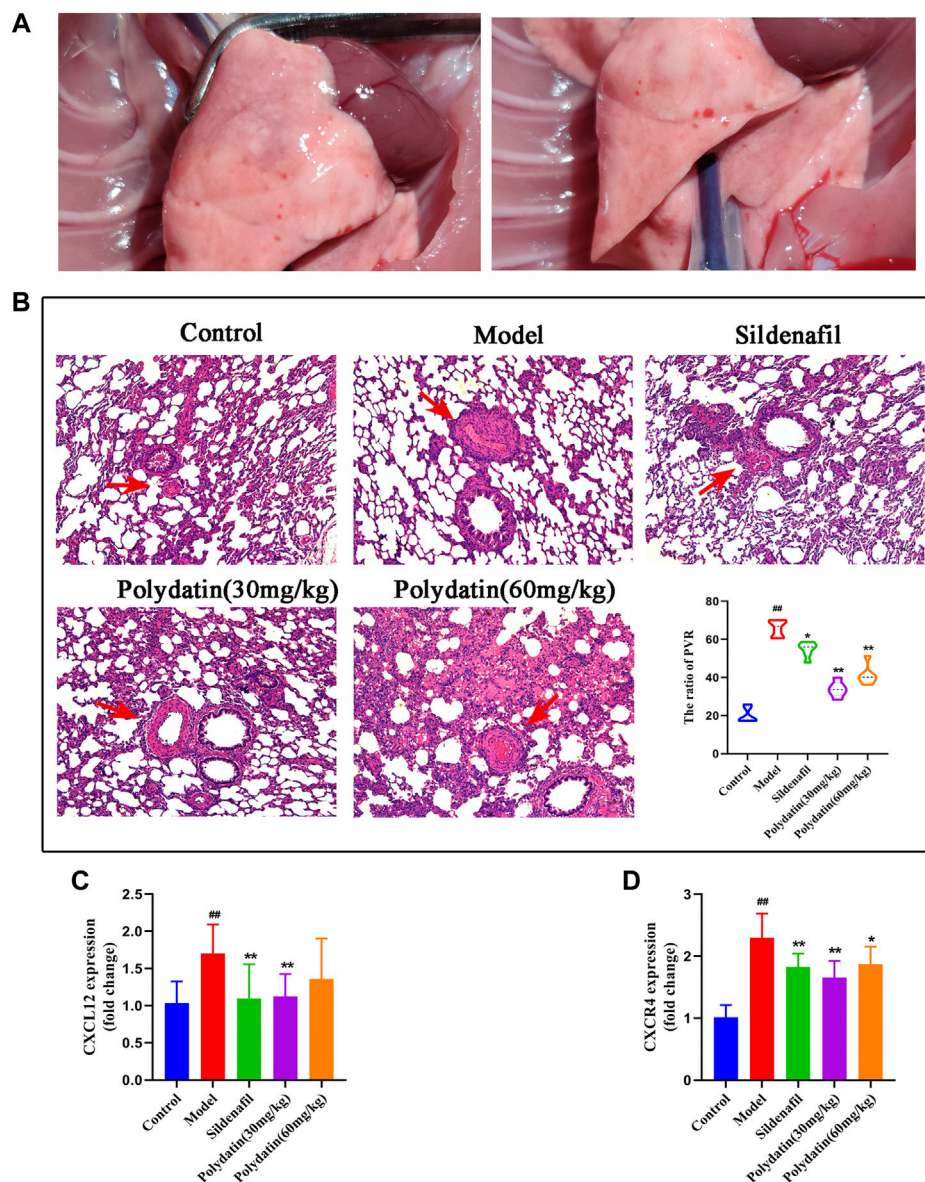 A
B
Control
Model
Sildenafil
Polydatin(30mg/kg)
Polydatin(60mg/kg)
The ratio of PVR
80
60
40
20
0
##
*
**
**
Control
Model
Sildenafil
Polydatin(30mg/kg)
Polydatin(60mg/kg)
C
CXCL12 expression
(fold change)
2.5
2.0
1.5
1.0
0.5
0.0
##
**
**
Control
Model
Sildenafil
Polydatin(30mg/kg)
Polydatin(60mg/kg)
D
CXCR4 expression
(fold change)
3
2
1
0
##
**
**
*
Control
Model
Sildenafil
Polydatin(30mg/kg)
Polydatin(60mg/kg)